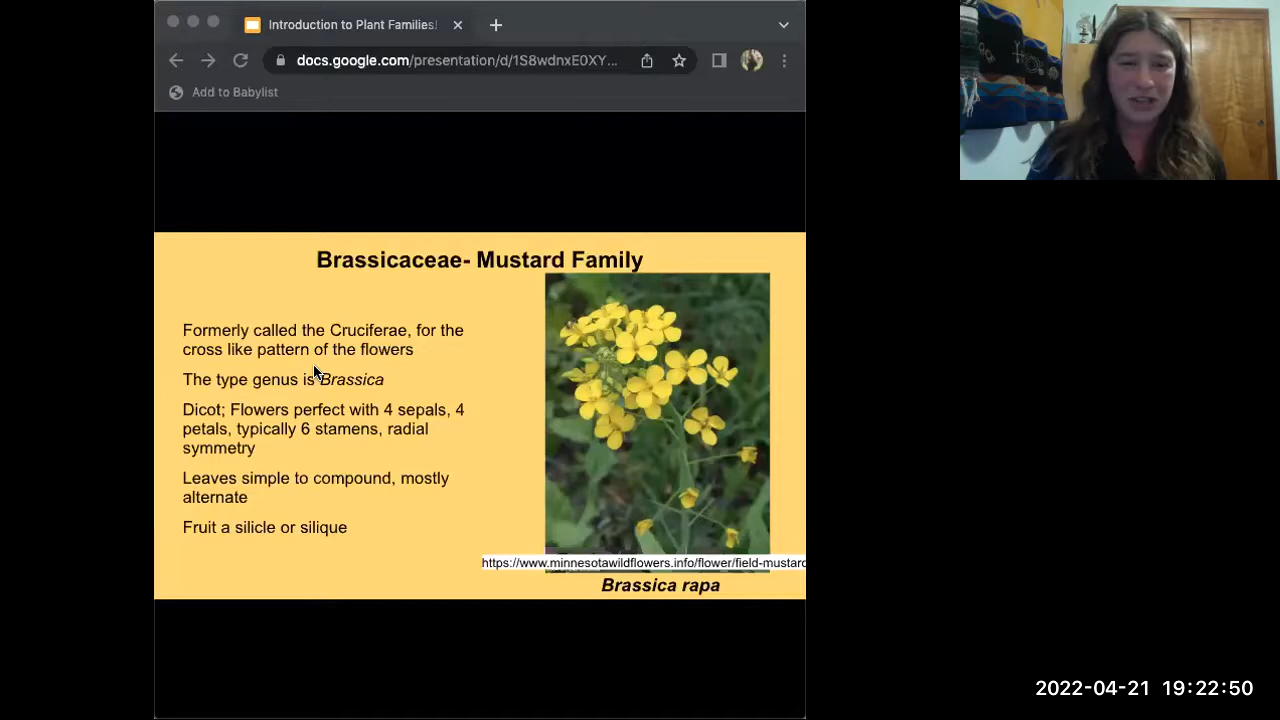 Introduction to Plant Families!
docs.google.com/presentation/d/1S8wdnxE0XY...
Add to Babylist
Brassicaceae- Mustard Family
Formerly called the Cruciferae, for the
cross like pattern of the flowers
The type genus is Brassica
Dicot; Flowers perfect with 4 sepals, 4
petals, typically 6 stamens, radial
symmetry
Leaves simple to compound, mostly
alternate
Fruit a silicle or silique
https://www.minnesotawildflowers.info/flower/field-mustard
Brassica rapa
2022-04-21 19:22:50